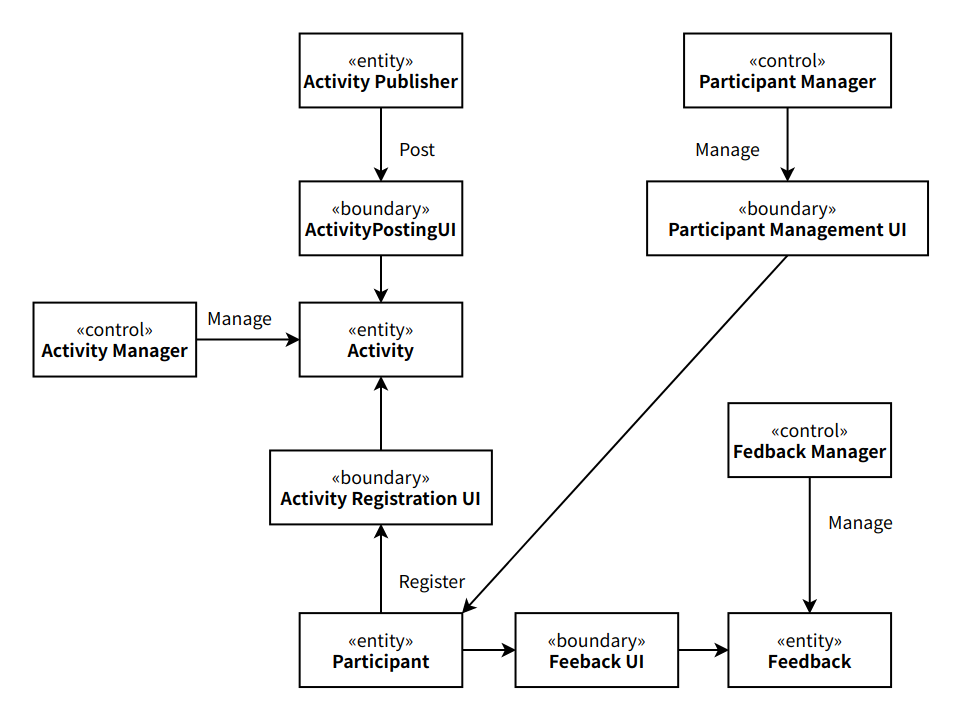 «entity»
Activity Publisher
«control»
Participant Manager
Post
Manage
«boundary»
ActivityPostingUI
«boundary»
Participant Management UI
Manage
«control»
Activity Manager
«entity»
Activity
«control»
Fedback Manager
«boundary»
Activity Registration UI
Manage
Register
«entity»
Participant
«boundary»
Feeback UI
«entity»
Feedback